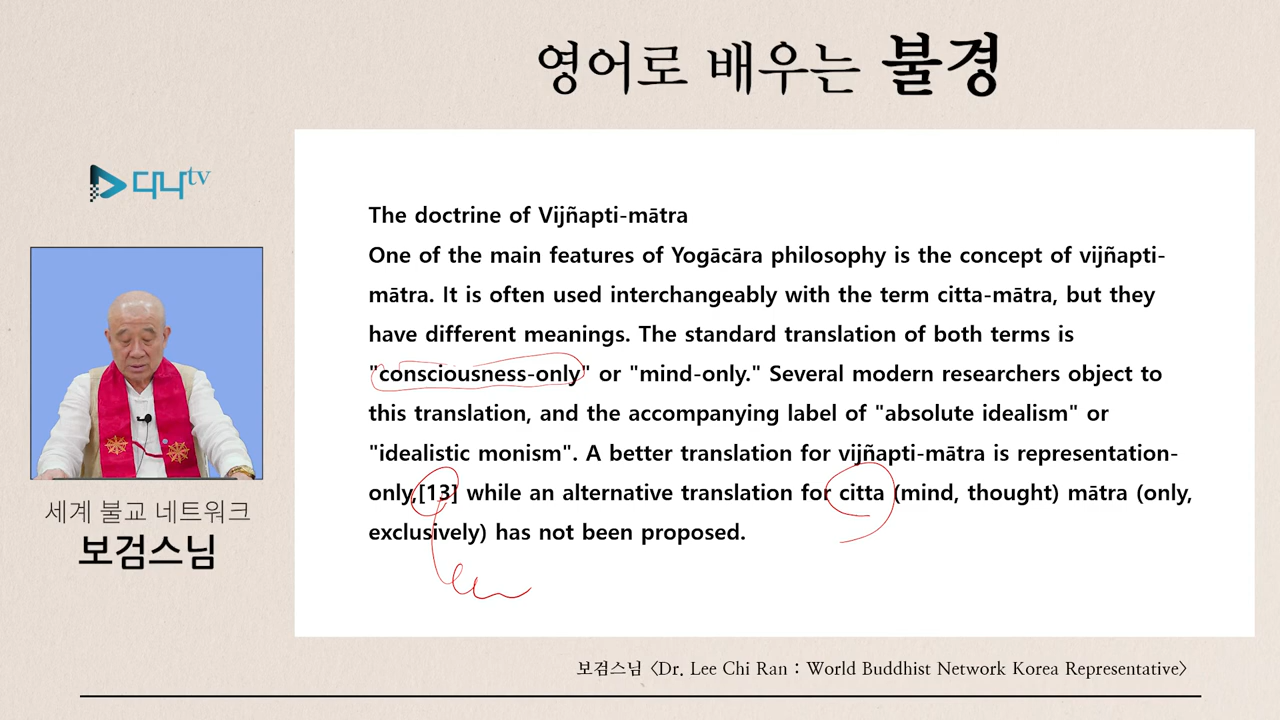 영어로 배우는 불경
다나tv
The doctrine of Vijñapti-mātra
One of the main features of Yogācāra philosophy is the concept of vijñapti-
mātra. It is often used interchangeably with the term citta-mātra, but they
have different meanings. The standard translation of both terms is
"consciousness-only" or "mind-only." Several modern researchers object to
this translation, and the accompanying label of "absolute idealism" or
"idealistic monism". A better translation for vijñapti-mātra is representation-
only,[13] while an alternative translation for citta (mind, thought) mātra (only,
exclusively) has not been proposed.
세계 불교 네트워크
보검스님
보검스님 <Dr. Lee Chi Ran : World Buddhist Network Korea Representative>